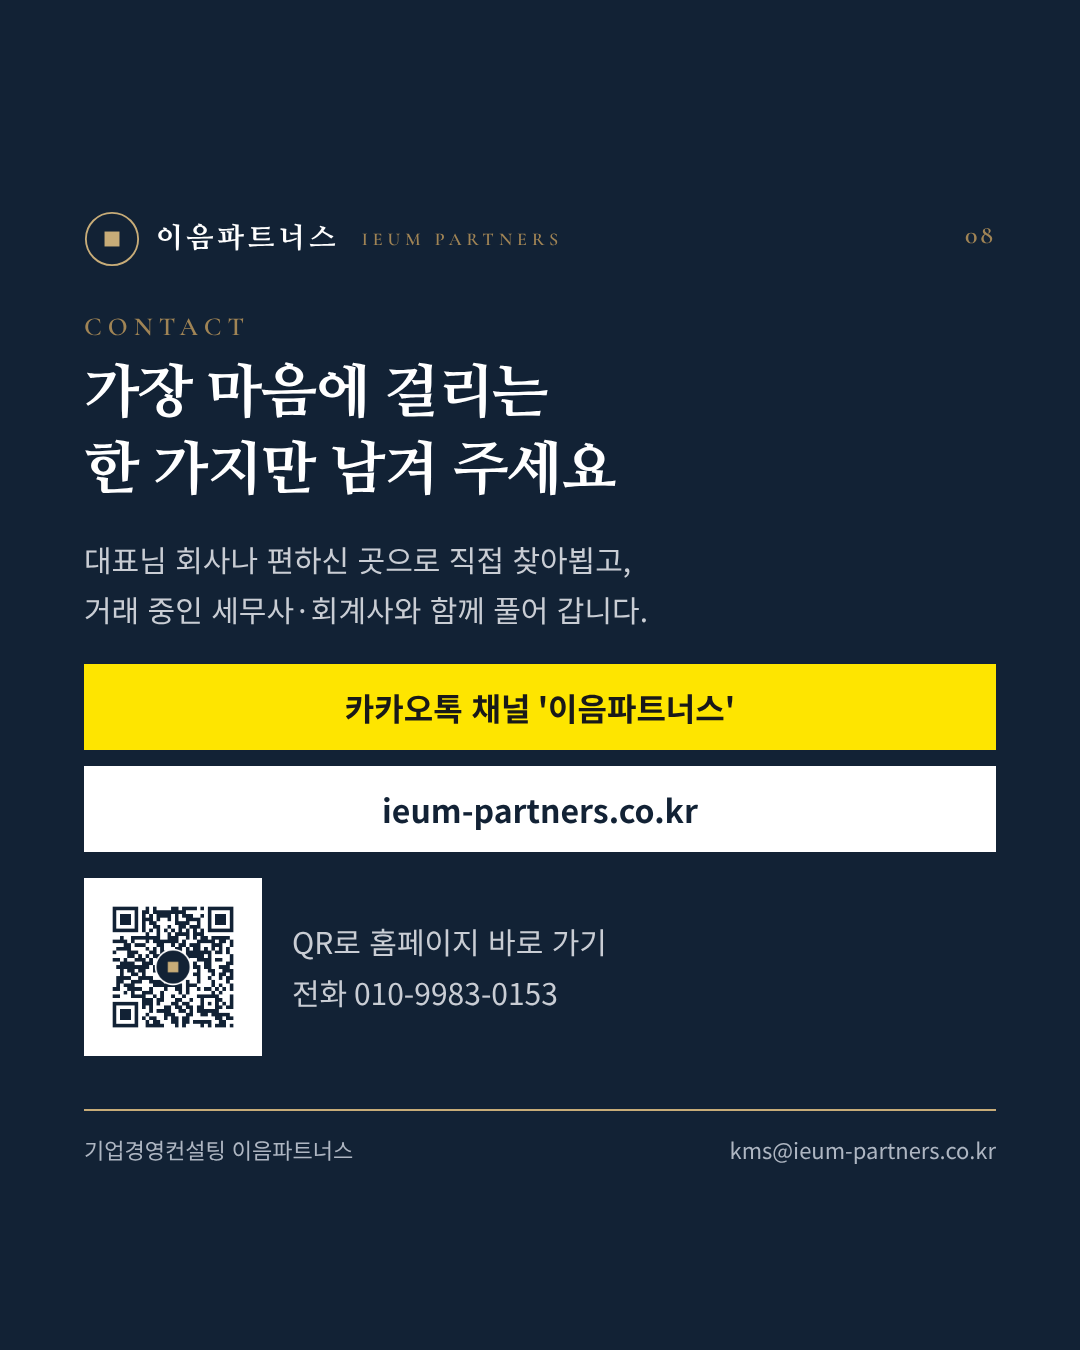 이음파트너스 IEUM PARTNERS 08
CONTACT
가장 마음에 걸리는
한 가지만 남겨 주세요
대표님 회사나 편하신 곳으로 직접 찾아뵙고,
거래 중인 세무사·회계사와 함께 풀어 갑니다.
카카오톡 채널 '이음파트너스'
ieum-partners.co.kr
QR로 홈페이지 바로 가기
전화 010-9983-0153
기업경영컨설팅 이음파트너스 kms@ieum-partners.co.kr